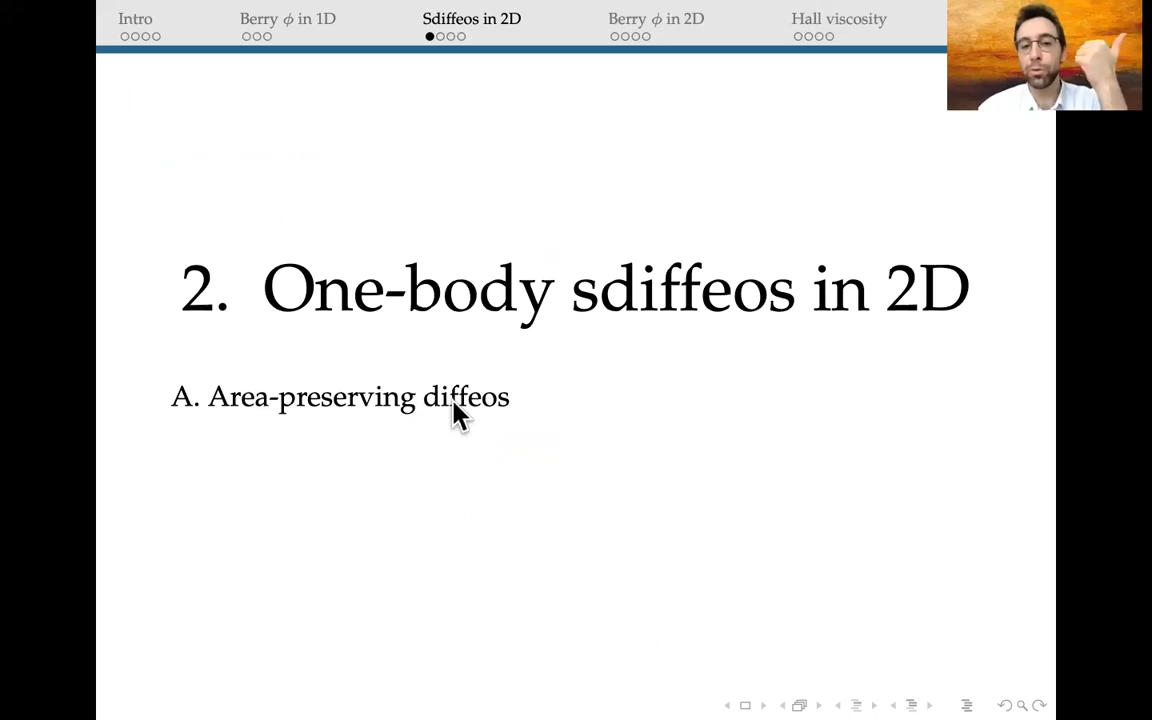 Intro Berry ϕ in 1D Sdiffeos in 2D Berry ϕ in 2D Hall viscosity
2. One-body sdiffeos in 2D
A. Area-preserving diffeos